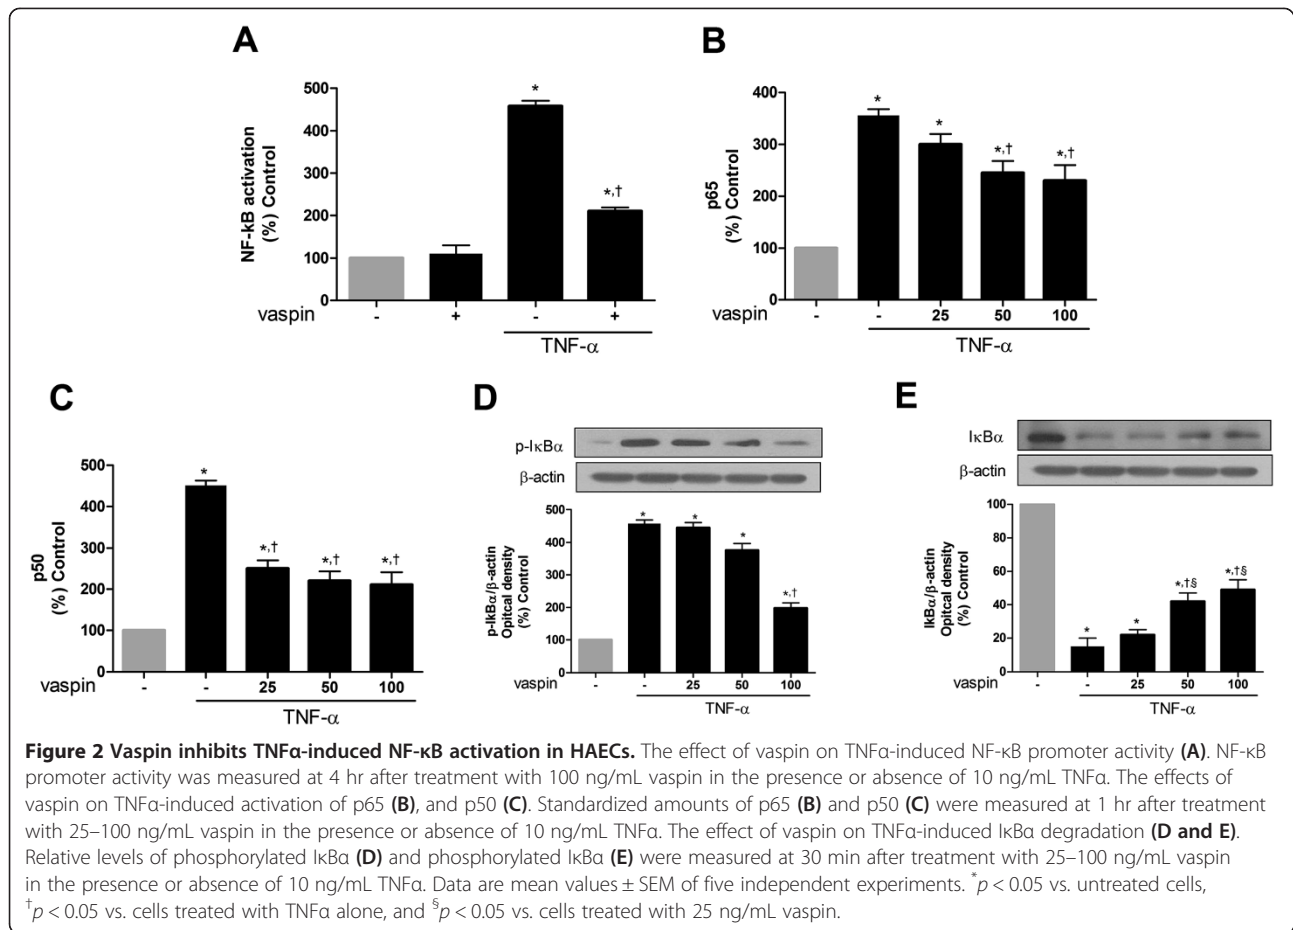 A
NF-kB activation
(%) Control
500
400
300
200
100
0
*
*,†
vaspin
- + - +
TNF-α
B
p65
(%) Control
400
300
200
100
0
*
*
*,†
*,†
vaspin
- - 25 50 100
TNF-α
C
p50
(%) Control
500
400
300
200
100
0
*
*,†
*,†
*,†
vaspin
- - 25 50 100
TNF-α
D
p-IκBα
β-actin
p-IkBα/β-actin
Opitcal density
(%) Control
500
400
300
200
100
0
*
*
*
*,†
vaspin
- - 25 50 100
TNF-α
E
IκBα
β-actin
IkBα/β-actin
Opitcal density
(%) Control
100
80
60
40
20
0
*
*
*,†§
*,†§
vaspin
- - 25 50 100
TNF-α
Figure 2 Vaspin inhibits TNFα-induced NF-κB activation in HAECs. The effect of vaspin on TNFα-induced NF-κB promoter activity (A). NF-κB
promoter activity was measured at 4 hr after treatment with 100 ng/mL vaspin in the presence or absence of 10 ng/mL TNFα. The effects of
vaspin on TNFα-induced activation of p65 (B), and p50 (C). Standardized amounts of p65 (B) and p50 (C) were measured at 1 hr after treatment
with 25–100 ng/mL vaspin in the presence or absence of 10 ng/mL TNFα. The effect of vaspin on TNFα-induced IκBα degradation (D and E).
Relative levels of phosphorylated IκBα (D) and phosphorylated IκBα (E) were measured at 30 min after treatment with 25–100 ng/mL vaspin
in the presence or absence of 10 ng/mL TNFα. Data are mean values ± SEM of five independent experiments. *p < 0.05 vs. untreated cells,
†p < 0.05 vs. cells treated with TNFα alone, and §p < 0.05 vs. cells treated with 25 ng/mL vaspin.